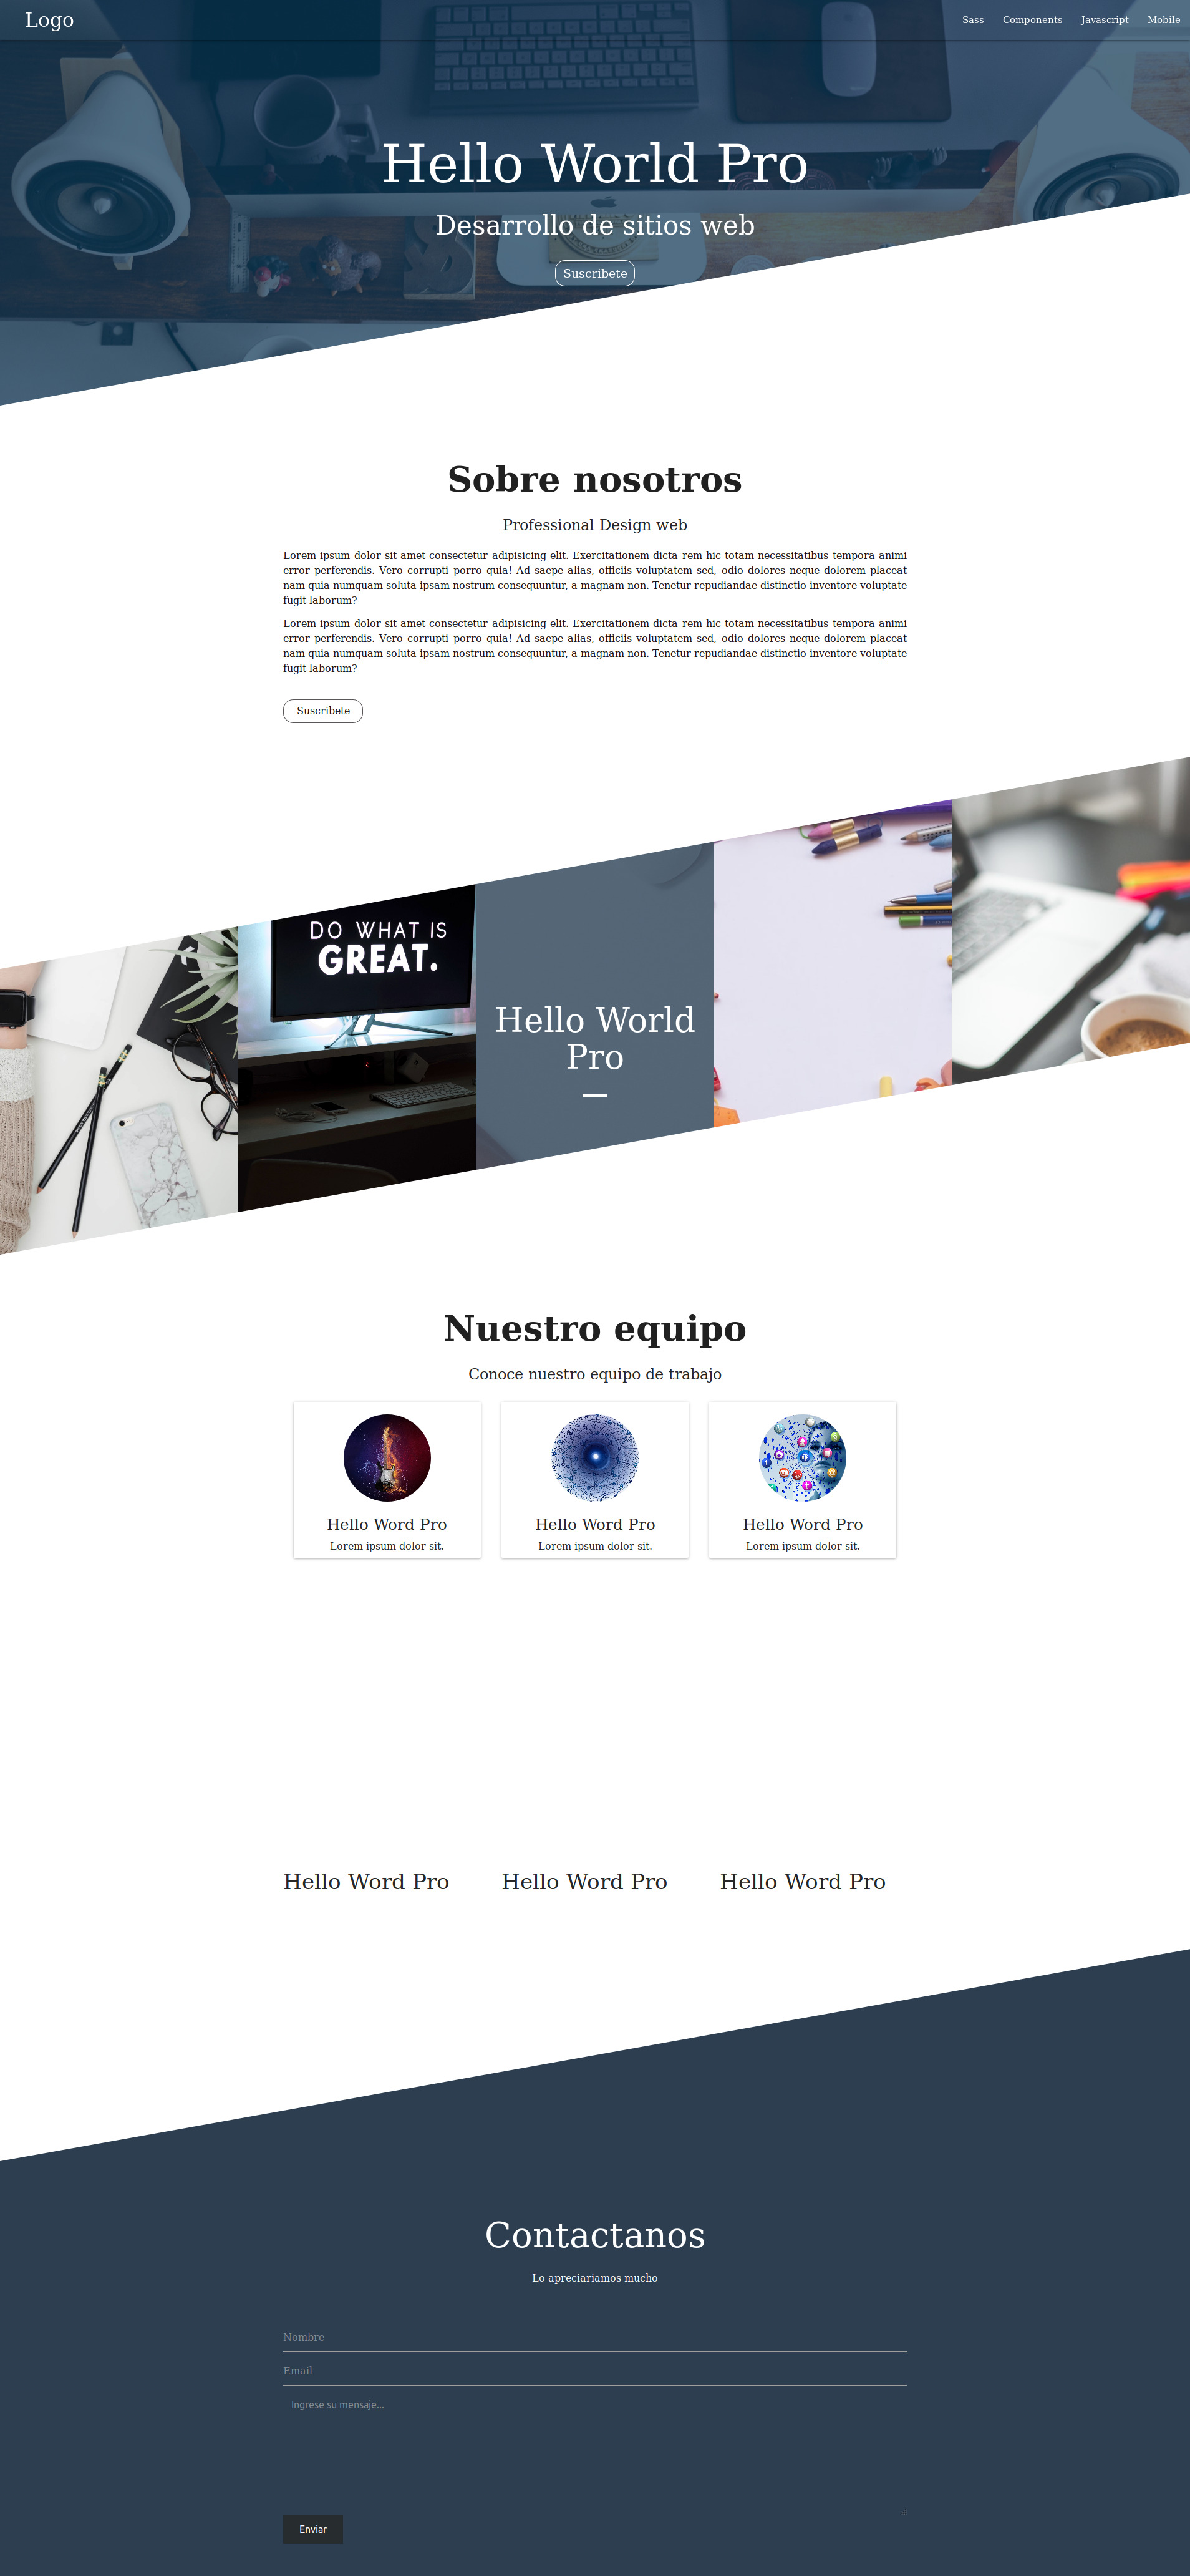 Logo
Sass Components Javascript Mobile
Hello World Pro
Desarrollo de sitios web
Suscribete
Sobre nosotros
Professional Design web
Lorem ipsum dolor sit amet consectetur adipisicing elit. Exercitationem dicta rem hic totam necessitatibus tempora animi
error perferendis. Vero corrupti porro quia! Ad saepe alias, officiis voluptatem sed, odio dolores neque dolorem placeat
nam quia numquam soluta ipsam nostrum consequuntur, a magnam non. Tenetur repudiandae distinctio inventore voluptate
fugit laborum?
Lorem ipsum dolor sit amet consectetur adipisicing elit. Exercitationem dicta rem hic totam necessitatibus tempora animi
error perferendis. Vero corrupti porro quia! Ad saepe alias, officiis voluptatem sed, odio dolores neque dolorem placeat
nam quia numquam soluta ipsam nostrum consequuntur, a magnam non. Tenetur repudiandae distinctio inventore voluptate
fugit laborum?
Suscribete
DO WHAT IS
GREAT.
Hello World
Pro
Nuestro equipo
Conoce nuestro equipo de trabajo
Hello Word Pro
Lorem ipsum dolor sit.
Hello Word Pro
Lorem ipsum dolor sit.
Hello Word Pro
Lorem ipsum dolor sit.
Hello Word Pro
Hello Word Pro
Hello Word Pro
Contactanos
Lo apreciariamos mucho
Nombre
Email
Ingrese su mensaje...
Enviar